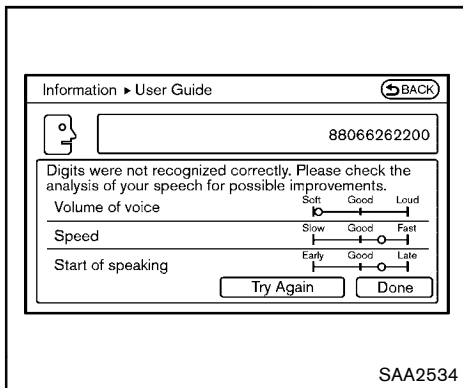 Information ▸ User Guide BACK
88066262200
Digits were not recognized correctly. Please check the
analysis of your speech for possible improvements.
Volume of voice Soft Good Loud
Speed Slow Good Fast
Start of speaking Early Good Late
Try Again Done
SAA2534